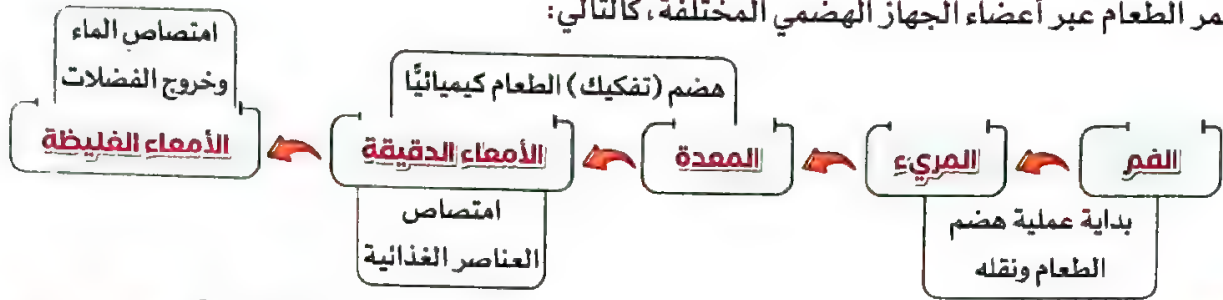 مر الطعام عبر أعضاء الجهاز الهضمي المختلفة، كالتالي:
امتصاص الماء
وخروج الفضلات
هضم (تفكيك) الطعام كيميائيًّا
الفم
المريء
المعدة
الأمعاء الدقيقة
الأمعاء الغليظة
بداية عملية هضم
الطعام ونقله
امتصاص
العناصر الغذائية